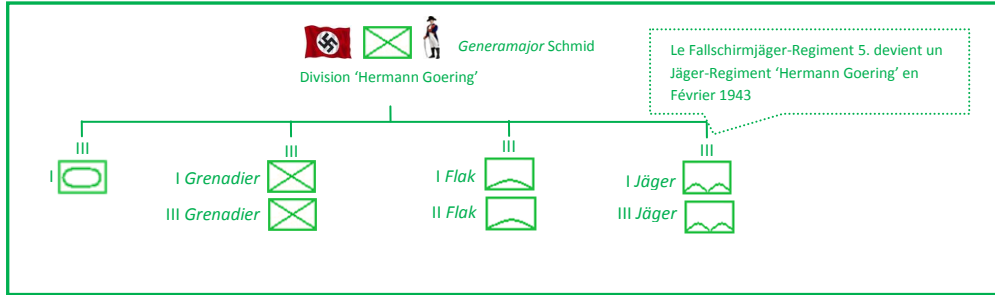 Generamajor Schmid
Division ‘Hermann Goering’
Le Fallschirmjäger-Regiment 5. devient un
Jäger-Regiment ‘Hermann Goering’ en
Février 1943
III
III
III
III
I
I Grenadier
III Grenadier
I Flak
II Flak
I Jäger
III Jäger